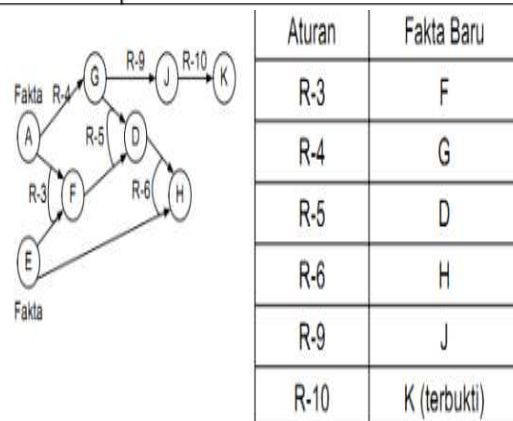 R-9
R-10
G
J
K
Fakta
R-4
A
R-5
D
R-3
F
R-6
H
E
Fakta
Aturan Fakta Baru
R-3 F
R-4 G
R-5 D
R-6 H
R-9 J
R-10 K (terbukti)